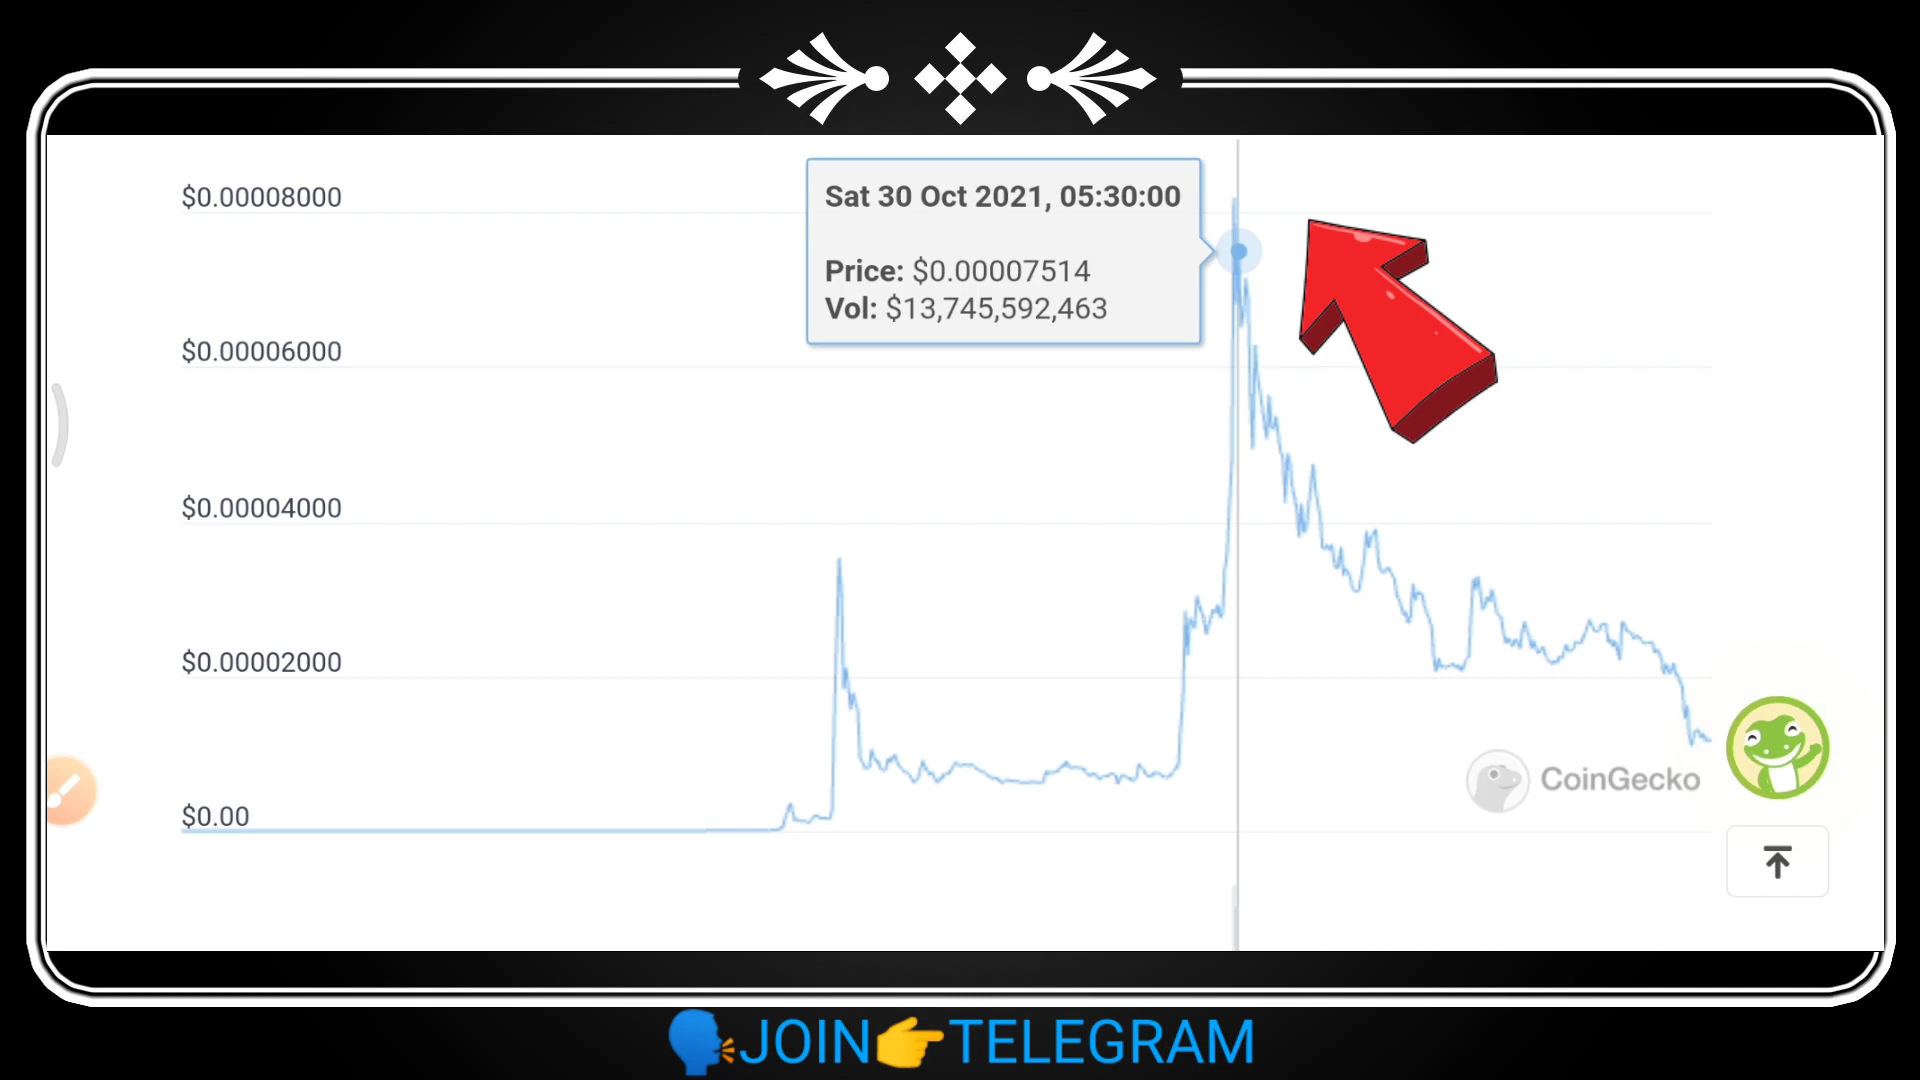 $0.00008000
Sat 30 Oct 2021, 05:30:00
Price: $0.00007514
Vol: $13,745,592,463
$0.00006000
$0.00004000
$0.00002000
CoinGecko
$0.00
🗣JOIN👉TELEGRAM